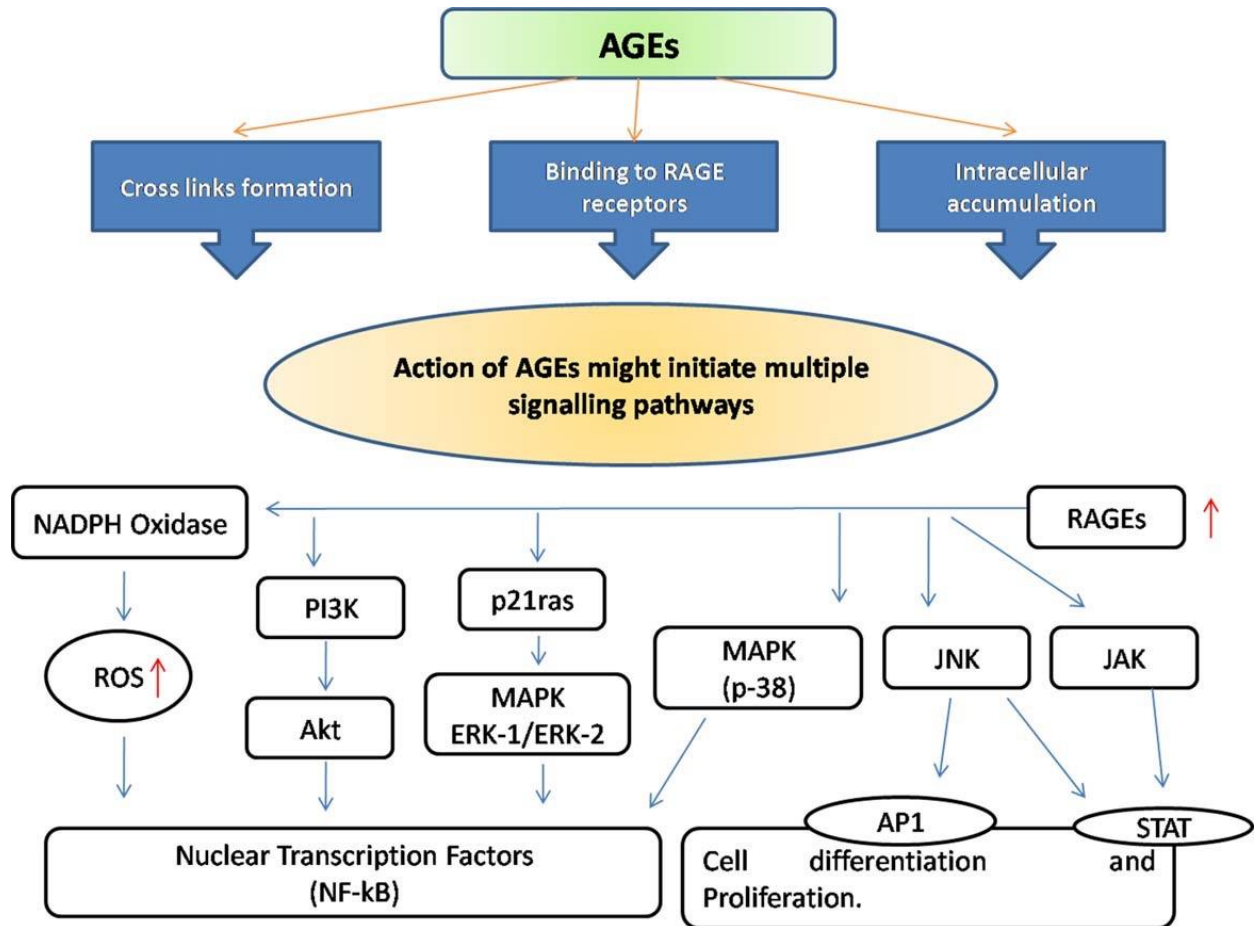 AGEs
Cross links formation
Binding to RAGE
receptors
Intracellular
accumulation
Action of AGEs might initiate multiple
signalling pathways
NADPH Oxidase
RAGEs
PI3K
p21ras
ROS
MAPK
(p-38)
JNK
JAK
Akt
MAPK
ERK-1/ERK-2
Nuclear Transcription Factors
(NF-kB)
AP1
STAT
Cell differentiation and
Proliferation.